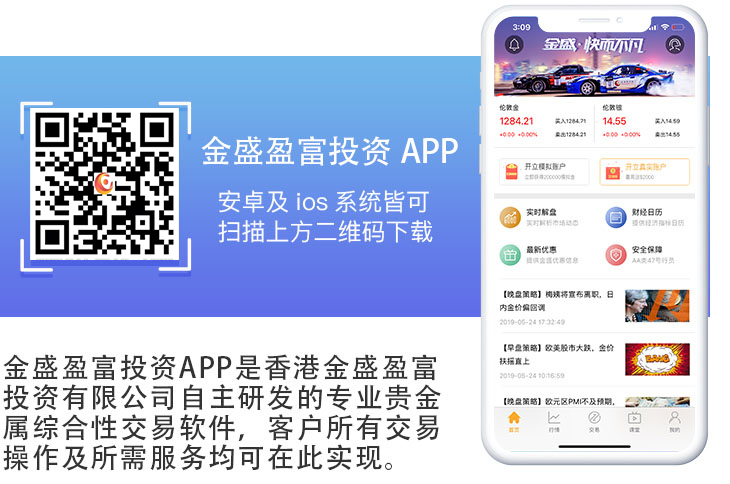 金盛盈富投资 APP
安卓及 ios 系统皆可
扫描上方二维码下载
金盛盈富投资APP是香港金盛盈富
投资有限公司自主研发的专业贵金
属综合性交易软件，客户所有交易
操作及所需服务均可在此实现。
3:09
金盛,快而不凡
伦敦金
1284.21 买入1284.71
+0.00 +0.00% 卖出1284.21
伦敦银
14.55 买入14.59
+0.00 +0.00% 卖出14.55
开立模拟账户
立即获得200000模拟金
开立真实账户
实时解盘
实时解析市场动态
财经日历
提供经济指标日历
最新优惠
提供金盛优惠信息
安全保障
AA类47号行员
【晚盘策略】梅姨将宣布离职，日
内金价偏回调
2019-05-24 17:32:49
【早盘策略】欧美股市大跌，金价
扶摇直上
2019-05-24 10:16:59
BANG
【晚盘策略】欧元区PMI不及预期，
首页
行情
交易
课堂
我的